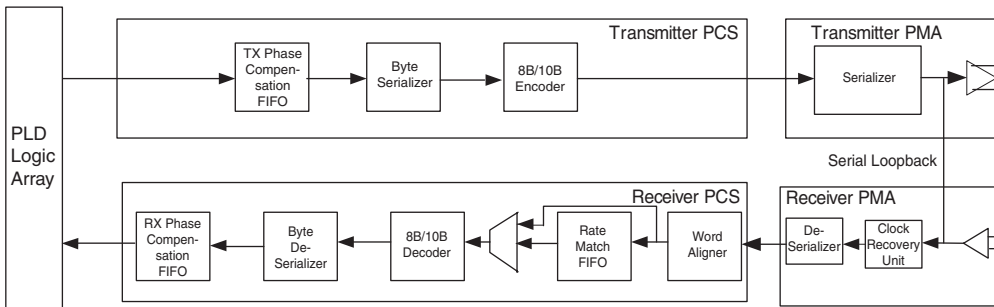 Transmitter PCS
Transmitter PMA
TX Phase
Compen-
sation
FIFO
Byte
Serializer
8B/10B
Encoder
Serializer
PLD
Logic
Array
Serial Loopback
Receiver PCS
Receiver PMA
RX Phase
Compen-
sation
FIFO
Byte
De-
Serializer
8B/10B
Decoder
Rate
Match
FIFO
Word
Aligner
De-
Serializer
Clock
Recovery
Unit